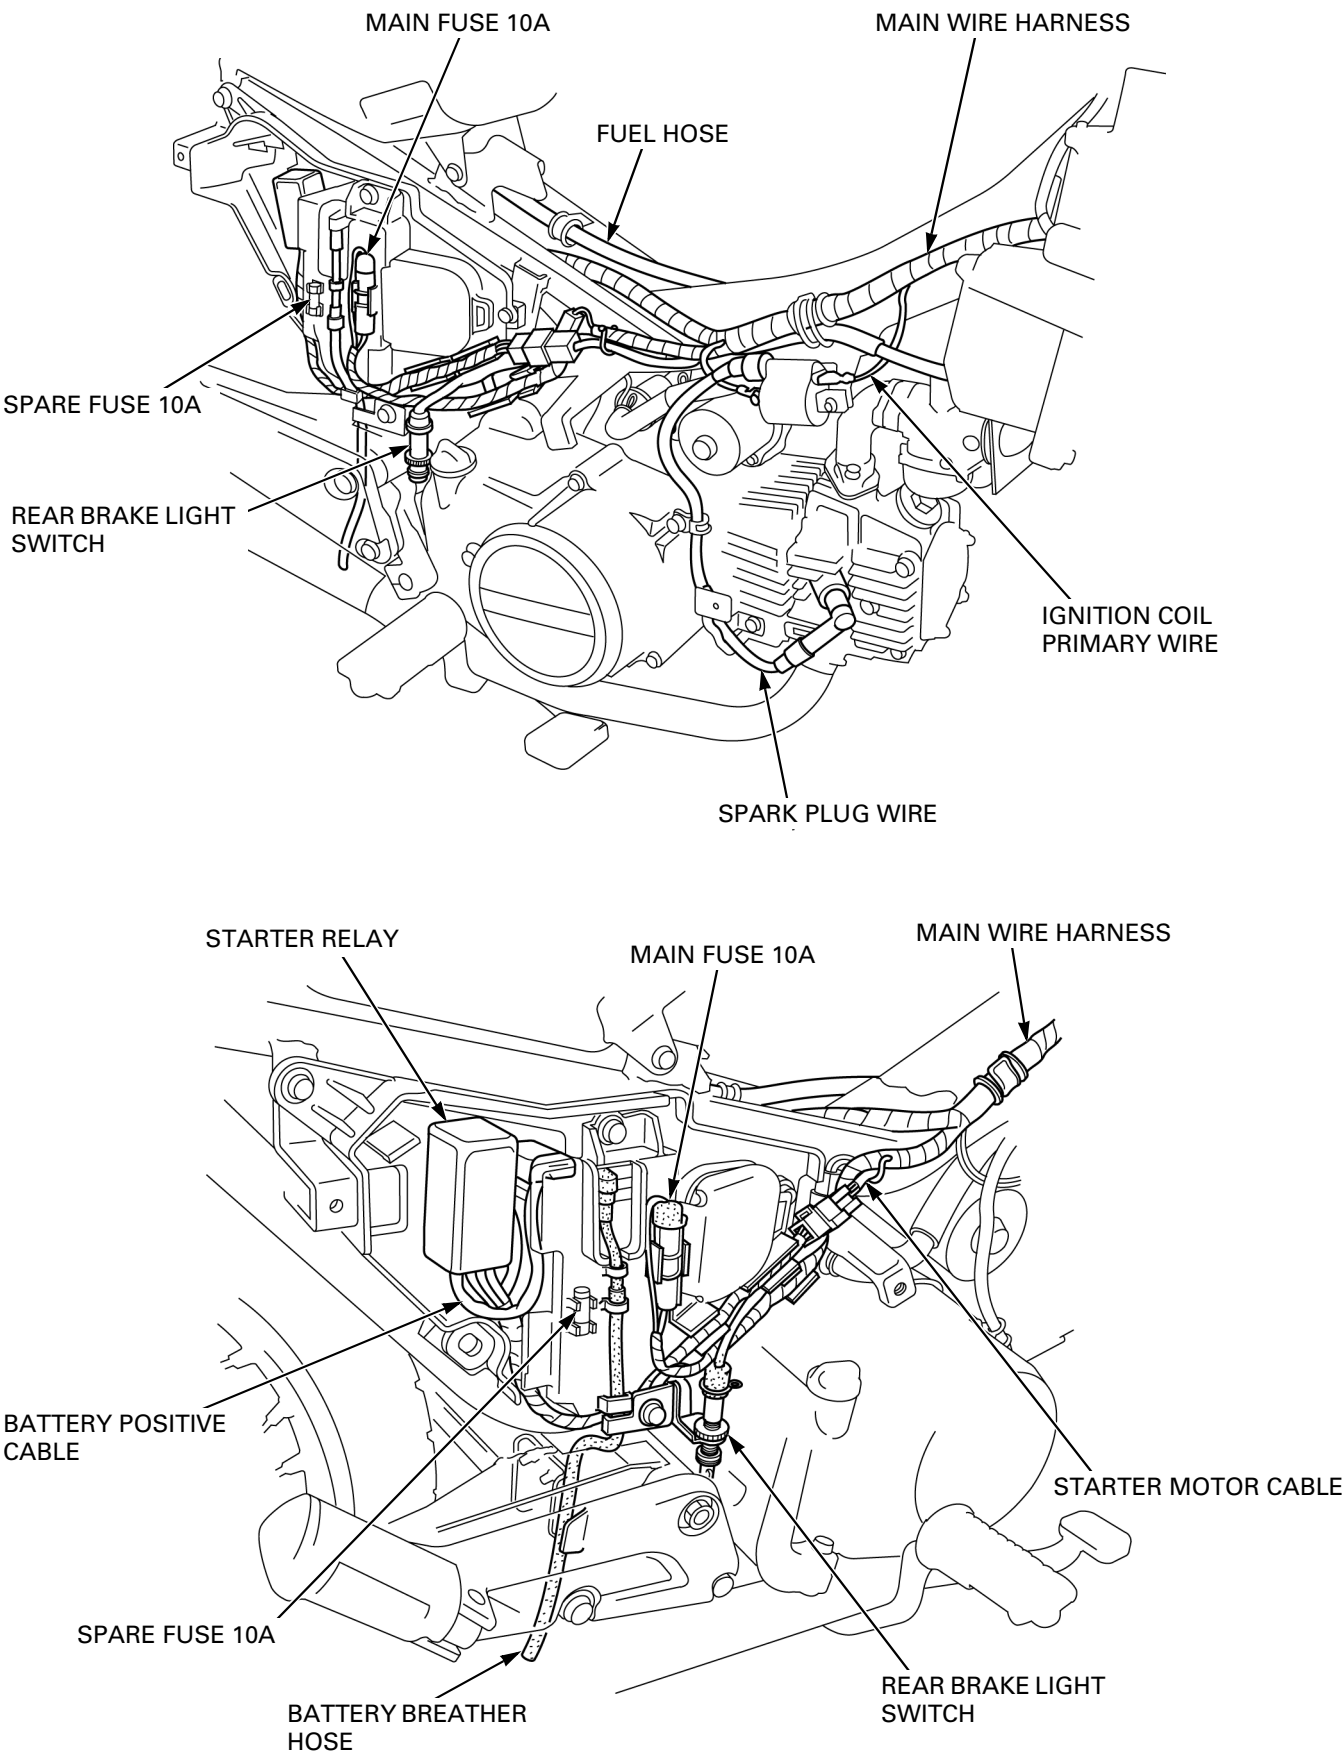 MAIN FUSE 10A
MAIN WIRE HARNESS
FUEL HOSE
SPARE FUSE 10A
REAR BRAKE LIGHT
SWITCH
IGNITION COIL
PRIMARY WIRE
SPARK PLUG WIRE
STARTER RELAY
MAIN FUSE 10A
MAIN WIRE HARNESS
BATTERY POSITIVE
CABLE
STARTER MOTOR CABLE
SPARE FUSE 10A
REAR BRAKE LIGHT
SWITCH
BATTERY BREATHER
HOSE